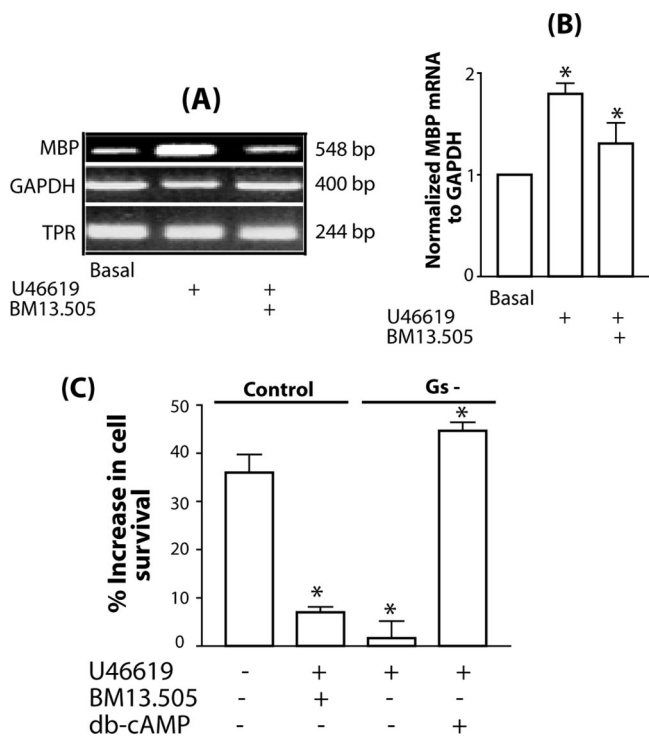 (A)
MBP 548 bp
GAPDH 400 bp
TPR 244 bp
Basal
U46619 + +
BM13.505 +
(B)
Normalized MBP mRNA
to GAPDH
2
1
0
* *
Basal
U46619 + +
BM13.505 +
(C)
Control Gs -
% Increase in cell
survival
50
40
30
20
10
0
* * *
U46619 - + + +
BM13.505 - + - -
db-cAMP - - - +